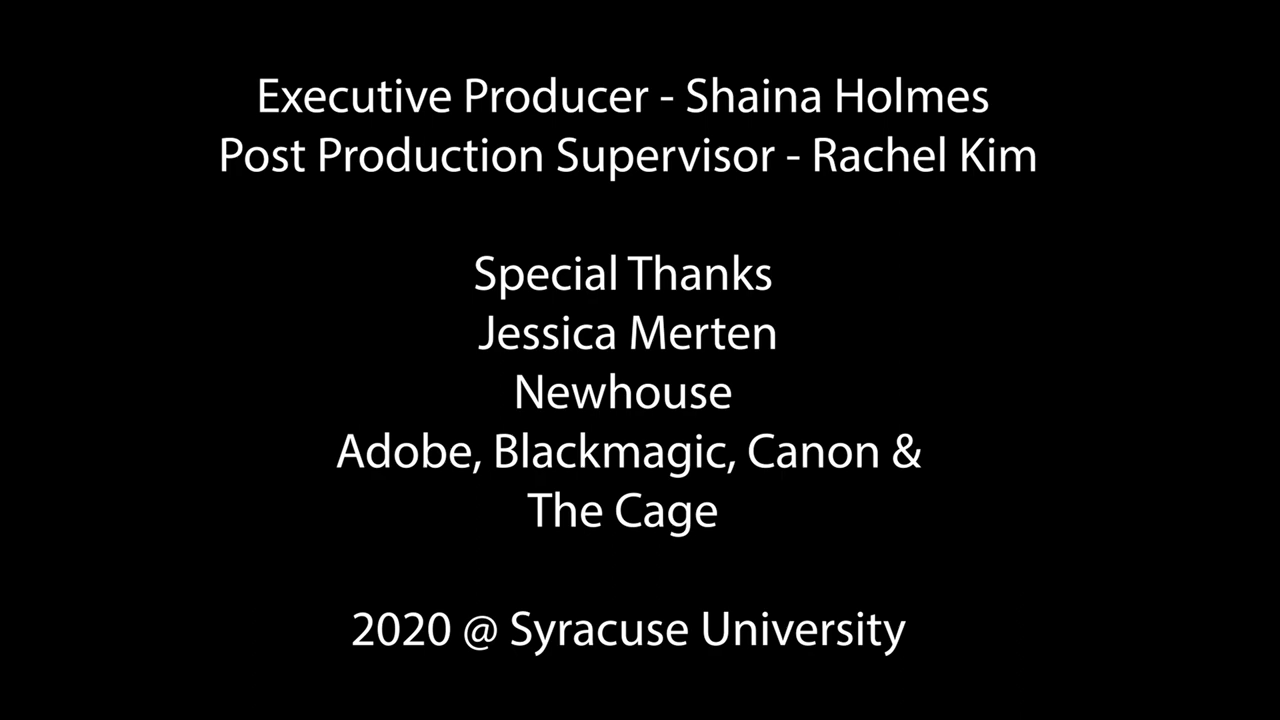 Executive Producer - Shaina Holmes
Post Production Supervisor - Rachel Kim
Special Thanks
Jessica Merten
Newhouse
Adobe, Blackmagic, Canon &
The Cage
2020 @ Syracuse University